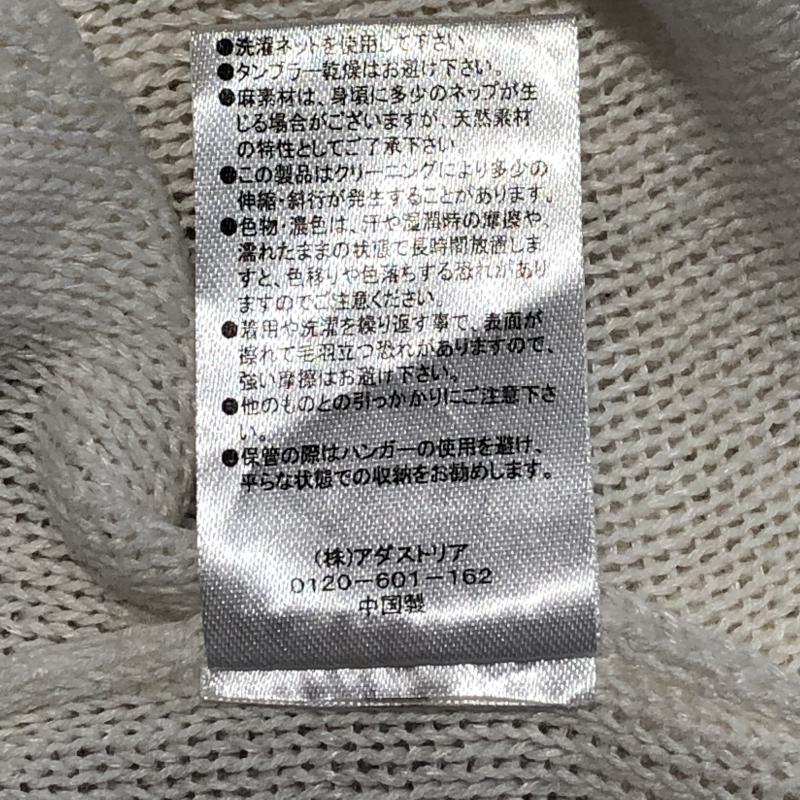 ●洗濯ネットを使用して下さい。
●タンブラー乾燥はお避け下さい。
●麻素材は、身頃に多少のネップが生
じる場合がございますが、天然素材
の特性としてご了承下さい。
●この製品はクリーニングにより多少の
伸縮・斜行が発生することがあります。
●色物・濃色は、汗や湿潤時の摩擦や、
濡れたままの状態で長時間放置しま
すと、色移りや色落ちする恐れがあり
ますのでご注意ください。
●着用や洗濯を繰り返す事で、表面が
擦れて毛羽立つ恐れがありますので、
強い摩擦はお避け下さい。
●他のものとの引っかかりにご注意下さ
い。
●保管の際はハンガーの使用を避け、
平らな状態での収納をお勧めします。
(株)アダストリア
0120-601-162
中国製